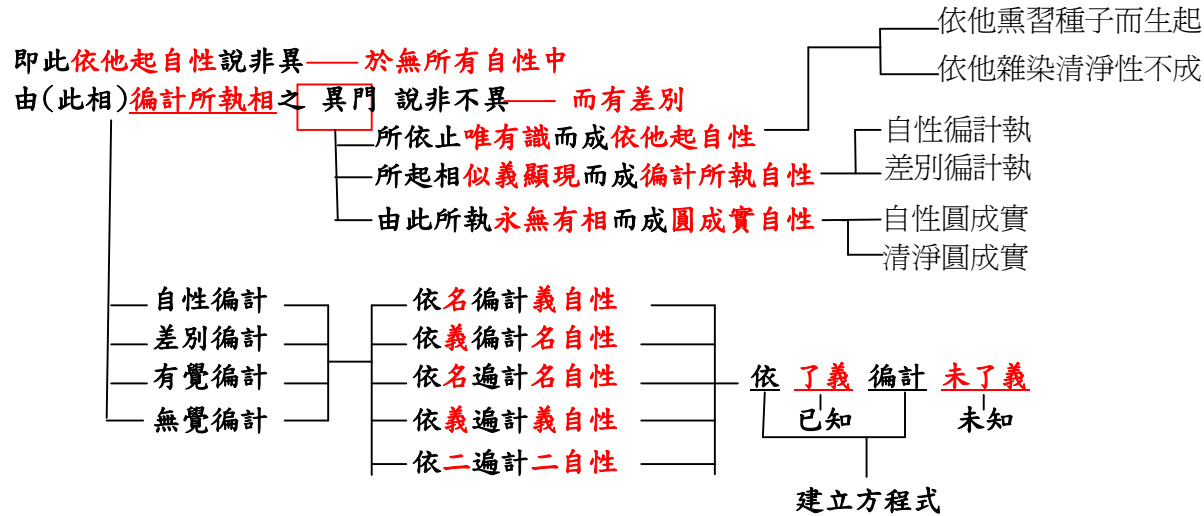 依他熏習種子而生起
依他雜染清淨性不成
即此依他起自性說非異——於無所有自性中
由(此相)徧計所執相之 異門 說非不異—— 而有差別
所依止唯有識而成依他起自性
自性徧計執
差別徧計執
所起相似義顯現而成徧計所執自性
由此所執永無有相而成圓成實自性
自性圓成實
清淨圓成實
自性徧計
差別徧計
有覺徧計
無覺徧計
依名徧計義自性
依義徧計名自性
依名遍計名自性
依義遍計義自性
依二遍計二自性
依 了義 徧計 未了義
已知 未知
建立方程式